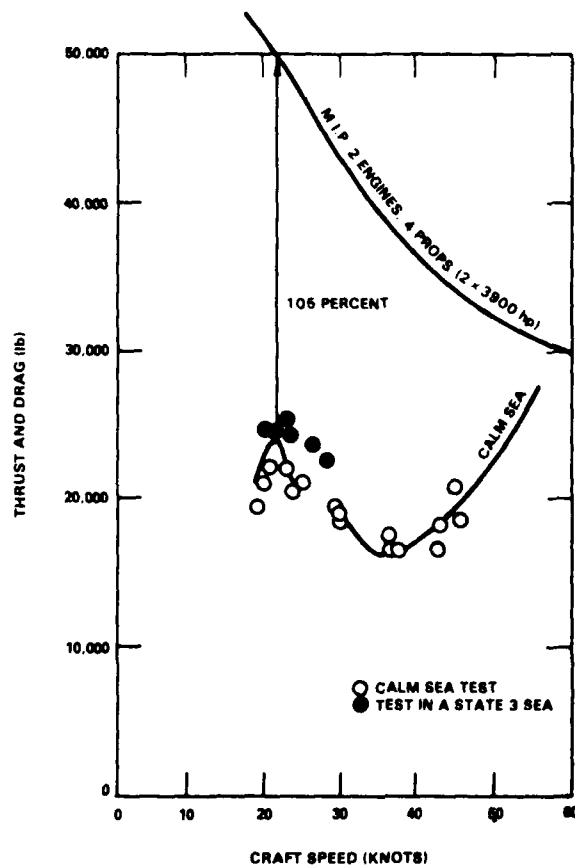 50.000
40.000
30.000
20.000
10.000
0
THRUST AND DRAG (lb)
M I.P. 2 ENGINES. 4 PROPS (2 × 3900 hp)
105 PERCENT
CALM SEA
CALM SEA TEST
TEST IN A STATE 3 SEA
0 10 20 30 40 50 60
CRAFT SPEED (KNOTS)